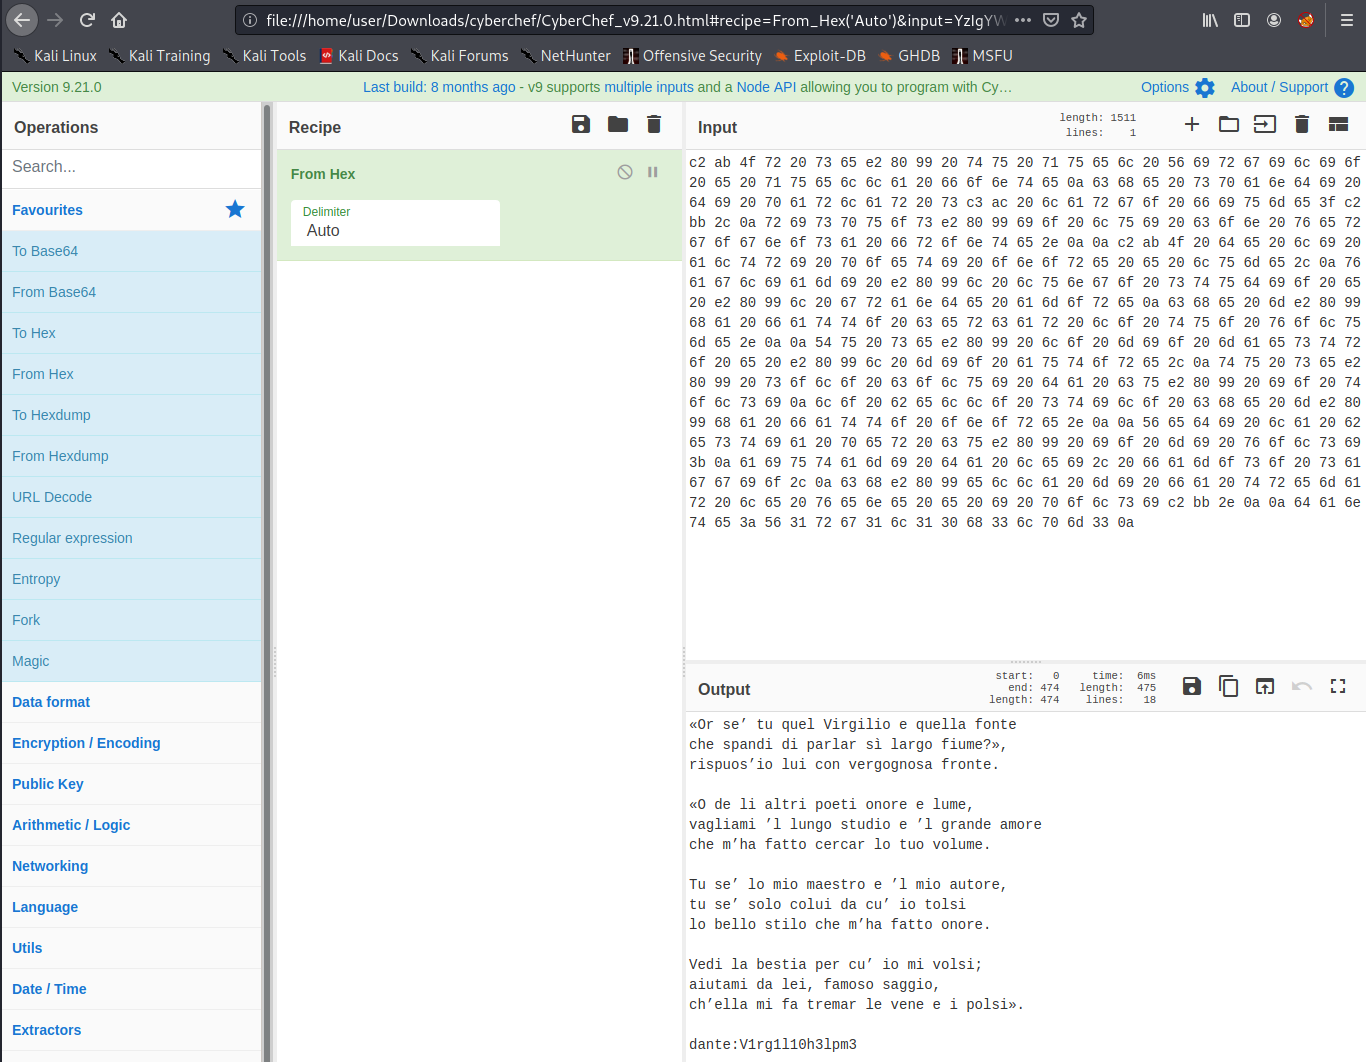 file:///home/user/Downloads/cyberchef/CyberChef_v9.21.0.html#recipe=From_Hex('Auto')&input=YzIgYW
Kali Linux Kali Training Kali Tools Kali Docs Kali Forums NetHunter Offensive Security Exploit-DB GHDB MSFU
Version 9.21.0 Last build: 8 months ago - v9 supports multiple inputs and a Node API allowing you to program with Cy… Options About / Support
Operations
Search...
Favourites
To Base64
From Base64
To Hex
From Hex
To Hexdump
From Hexdump
URL Decode
Regular expression
Entropy
Fork
Magic
Data format
Encryption / Encoding
Public Key
Arithmetic / Logic
Networking
Language
Utils
Date / Time
Extractors
Recipe
From Hex
Delimiter
Auto
Input
length: 1511
lines: 1
c2 ab 4f 72 20 73 65 e2 80 99 20 74 75 20 71 75 65 6c 20 56 69 72 67 69 6c 69 6f
20 65 20 71 75 65 6c 6c 61 20 66 6f 6e 74 65 0a 63 68 65 20 73 70 61 6e 64 69 20
64 69 20 70 61 72 6c 61 72 20 73 c3 ac 20 6c 61 72 67 6f 20 66 69 75 6d 65 3f c2
bb 2c 0a 72 69 73 70 75 6f 73 e2 80 99 69 6f 20 6c 75 69 20 63 6f 6e 20 76 65 72
67 6f 67 6e 6f 73 61 20 66 72 6f 6e 74 65 2e 0a 0a c2 ab 4f 20 64 65 20 6c 69 20
61 6c 74 72 69 20 70 6f 65 74 69 20 6f 6e 6f 72 65 20 65 20 6c 75 6d 65 2c 0a 76
61 67 6c 69 61 6d 69 20 e2 80 99 6c 20 6c 75 6e 67 6f 20 73 74 75 64 69 6f 20 65
20 e2 80 99 6c 20 67 72 61 6e 64 65 20 61 6d 6f 72 65 0a 63 68 65 20 6d e2 80 99
68 61 20 66 61 74 74 6f 20 63 65 72 63 61 72 20 6c 6f 20 74 75 6f 20 76 6f 6c 75
6d 65 2e 0a 0a 54 75 20 73 65 e2 80 99 20 6c 6f 20 6d 69 6f 20 6d 61 65 73 74 72
6f 20 65 20 e2 80 99 6c 20 6d 69 6f 20 61 75 74 6f 72 65 2c 0a 74 75 20 73 65 e2
80 99 20 73 6f 6c 6f 20 63 6f 6c 75 69 20 64 61 20 63 75 e2 80 99 20 69 6f 20 74
6f 6c 73 69 0a 6c 6f 20 62 65 6c 6c 6f 20 73 74 69 6c 6f 20 63 68 65 20 6d e2 80
99 68 61 20 66 61 74 74 6f 20 6f 6e 6f 72 65 2e 0a 0a 56 65 64 69 20 6c 61 20 62
65 73 74 69 61 20 70 65 72 20 63 75 e2 80 99 20 69 6f 20 6d 69 20 76 6f 6c 73 69
3b 0a 61 69 75 74 61 6d 69 20 64 61 20 6c 65 69 2c 20 66 61 6d 6f 73 6f 20 73 61
67 67 69 6f 2c 0a 63 68 e2 80 99 65 6c 6c 61 20 6d 69 20 66 61 20 74 72 65 6d 61
72 20 6c 65 20 76 65 6e 65 20 65 20 69 20 70 6f 6c 73 69 c2 bb 2e 0a 0a 64 61 6e
74 65 3a 56 31 72 67 31 6c 31 30 68 33 6c 70 6d 33 0a
Output
start: 0 time: 6ms
end: 474 length: 475
length: 474 lines: 18
«Or se’ tu quel Virgilio e quella fonte
che spandi di parlar sì largo fiume?»,
rispuos’io lui con vergognosa fronte.
«O de li altri poeti onore e lume,
vagliami ’l lungo studio e ’l grande amore
che m’ha fatto cercar lo tuo volume.
Tu se’ lo mio maestro e ’l mio autore,
tu se’ solo colui da cu’ io tolsi
lo bello stilo che m’ha fatto onore.
Vedi la bestia per cu’ io mi volsi;
aiutami da lei, famoso saggio,
ch’ella mi fa tremar le vene e i polsi».
dante:V1rg1l10h3lpm3